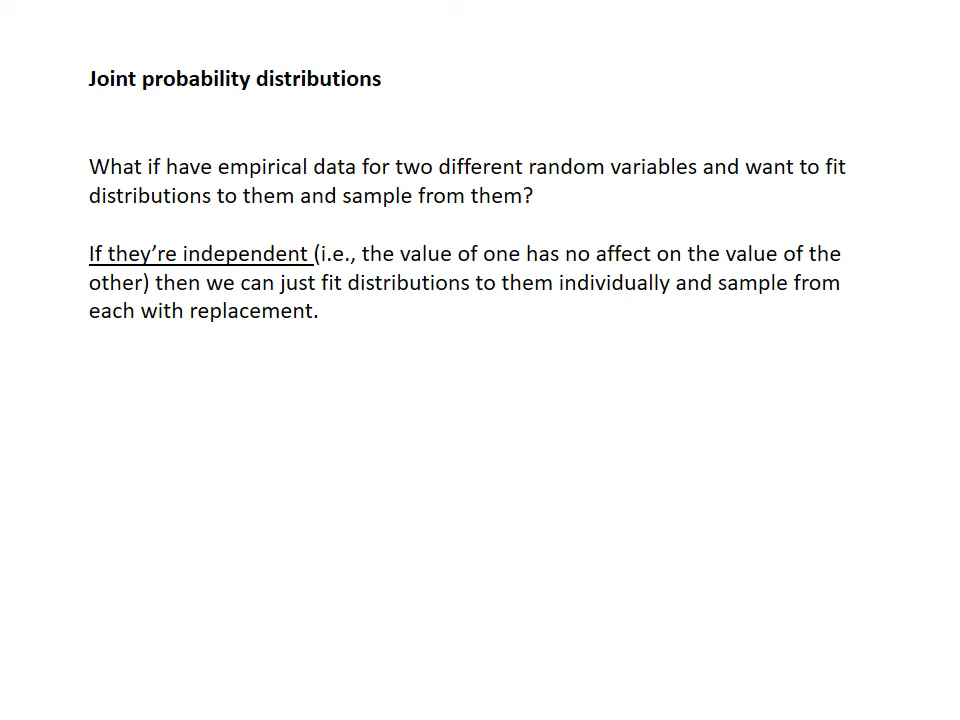 Joint probability distributions
What if have empirical data for two different random variables and want to fit
distributions to them and sample from them?
If they’re independent (i.e., the value of one has no affect on the value of the
other) then we can just fit distributions to them individually and sample from
each with replacement.